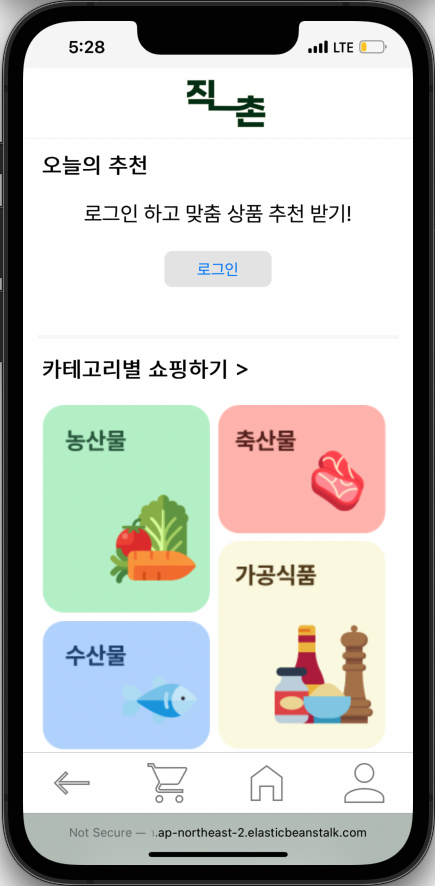 5:28
LTE
직촌
오늘의 추천
로그인 하고 맞춤 상품 추천 받기!
로그인
카테고리별 쇼핑하기 >
농산물
축산물
가공식품
수산물
Not Secure — .ap-northeast-2.elasticbeanstalk.com